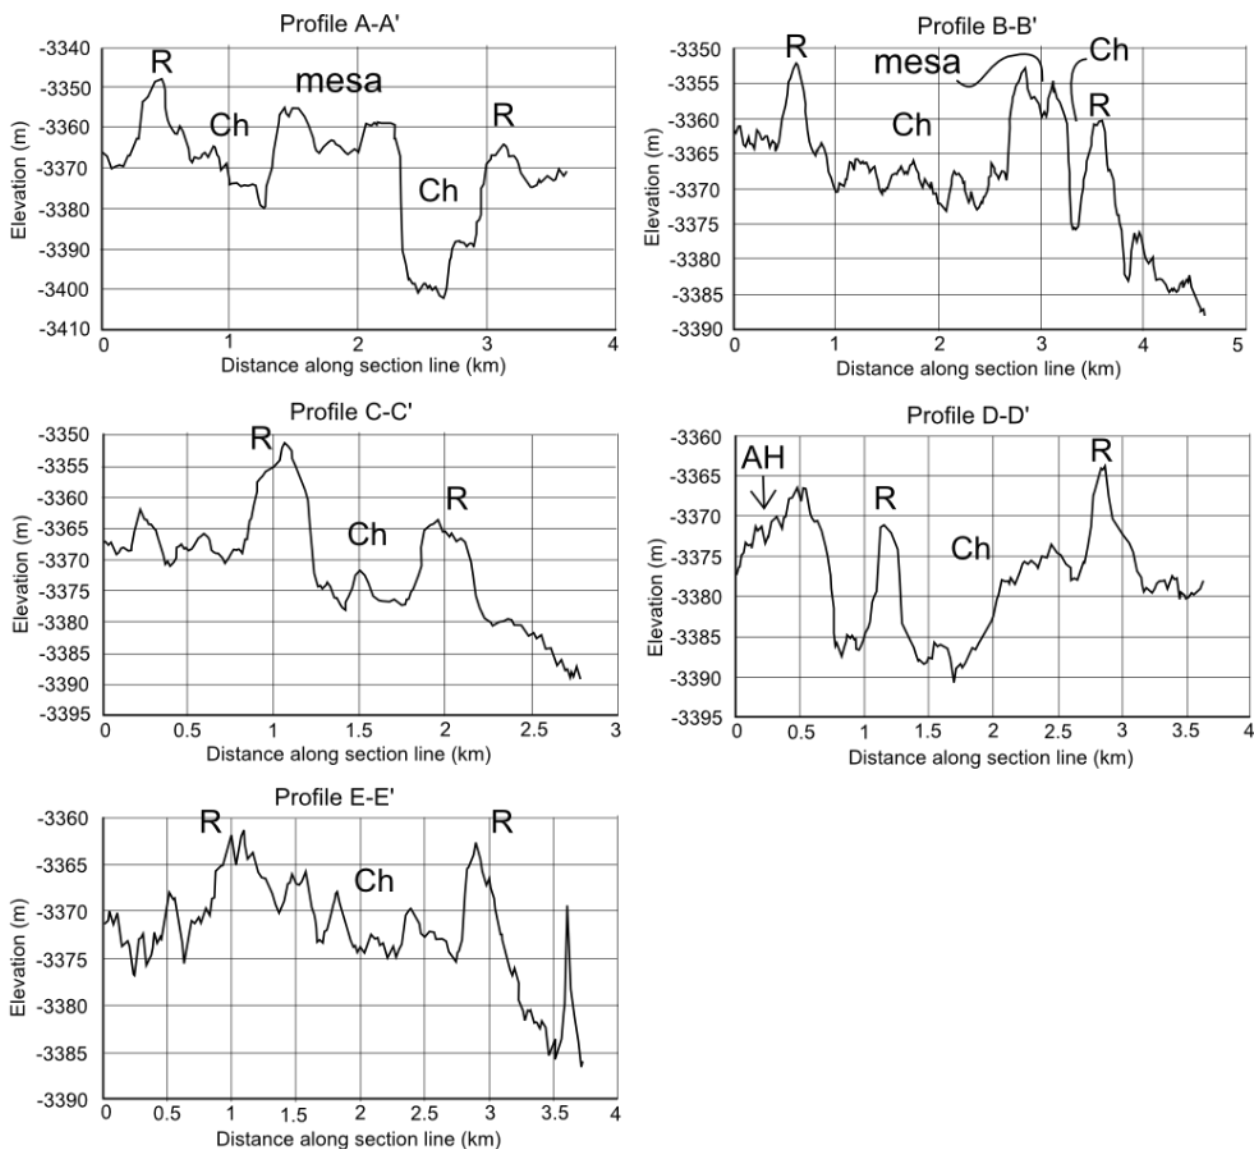 Profile A-A'
-3340
-3350
-3360
-3370
-3380
-3390
-3400
-3410
Elevation (m)
R
Ch
mesa
Ch
R
0 1 2 3 4
Distance along section line (km)
Profile B-B'
-3350
-3355
-3360
-3365
-3370
-3375
-3380
-3385
-3390
Elevation (m)
R
mesa
Ch
Ch
R
0 1 2 3 4 5
Distance along section line (km)
Profile C-C'
-3350
-3355
-3360
-3365
-3370
-3375
-3380
-3385
-3390
-3395
Elevation (m)
R
Ch
R
0 0.5 1 1.5 2 2.5 3
Distance along section line (km)
Profile D-D'
-3360
-3365
-3370
-3375
-3380
-3385
-3390
-3395
Elevation (m)
AH
R
Ch
R
0 0.5 1 1.5 2 2.5 3 3.5 4
Distance along section line (km)
Profile E-E'
-3360
-3365
-3370
-3375
-3380
-3385
-3390
Elevation (m)
R
Ch
R
0 0.5 1 1.5 2 2.5 3 3.5 4
Distance along section line (km)